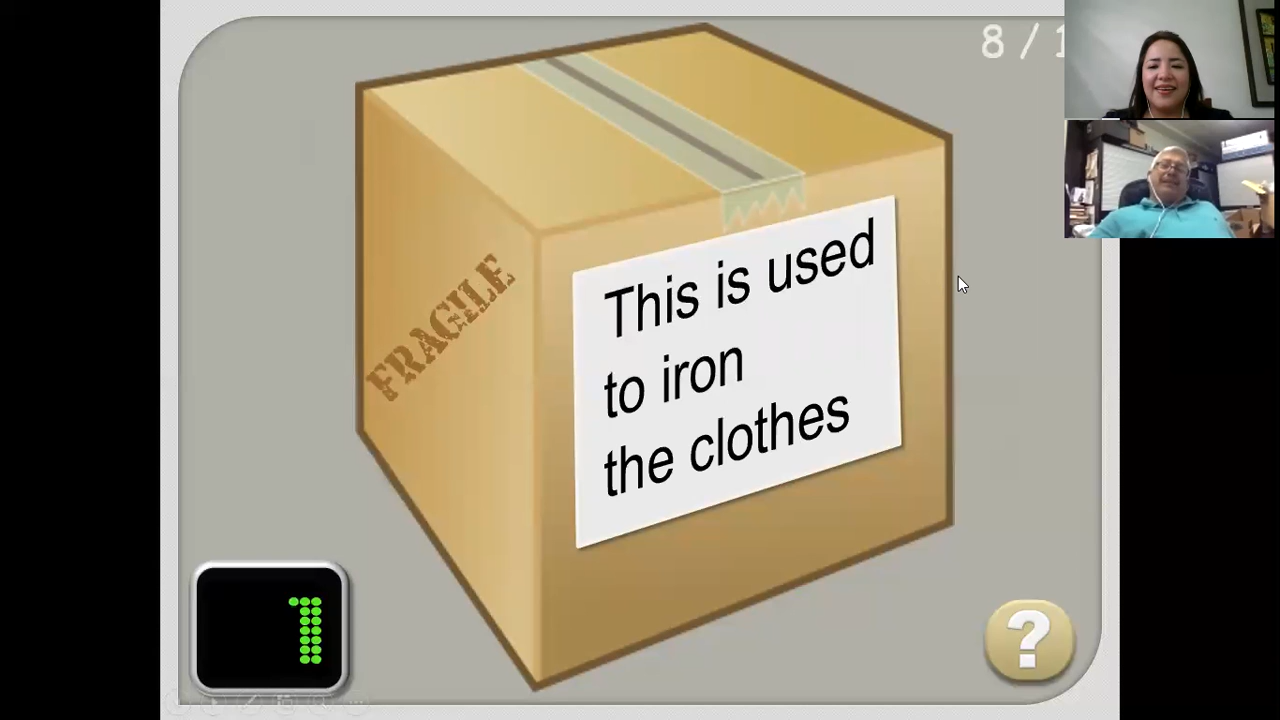 8 / 1
FRAGILE
This is used
to iron
the clothes
1
?